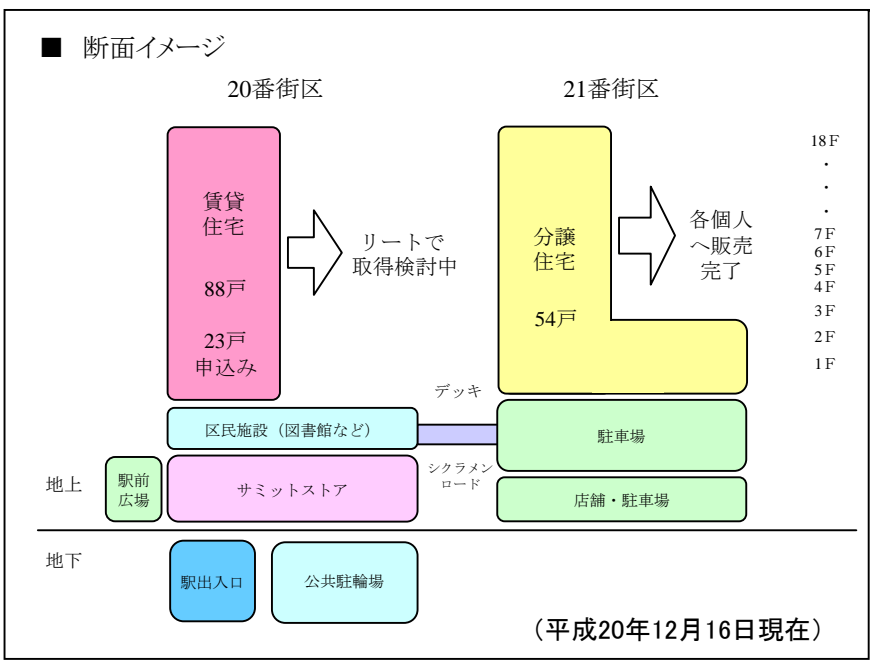 ■ 断面イメージ
20番街区
21番街区
賃貸
住宅
88戸
23戸
申込み
リートで
取得検討中
分譲
住宅
54戸
各個人
へ販売
完了
18F
・
・
・
7F
6F
5F
4F
3F
2F
1F
デッキ
区民施設（図書館など）
駐車場
シクラメン
ロード
地上
駅前
広場
サミットストア
店舗・駐車場
地下
駅出入口
公共駐輪場
（平成20年12月16日現在）